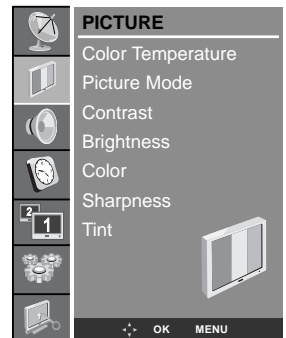 PICTURE
Color Temperature
Picture Mode
Contrast
Brightness
Color
Sharpness
Tint
2
1
OK MENU